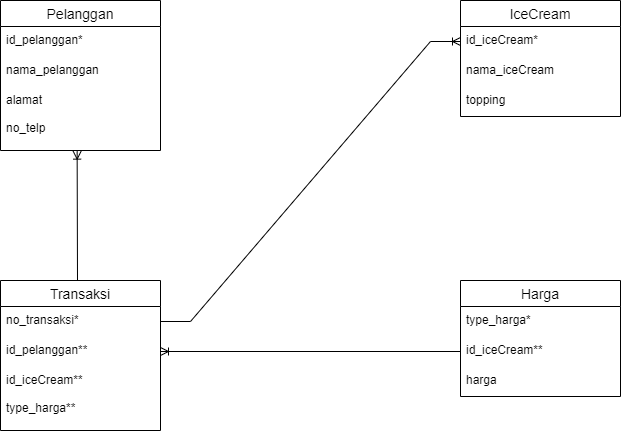 Pelanggan
id_pelanggan*
nama_pelanggan
alamat
no_telp
IceCream
id_iceCream*
nama_iceCream
topping
Transaksi
no_transaksi*
id_pelanggan**
id_iceCream**
type_harga**
Harga
type_harga*
id_iceCream**
harga